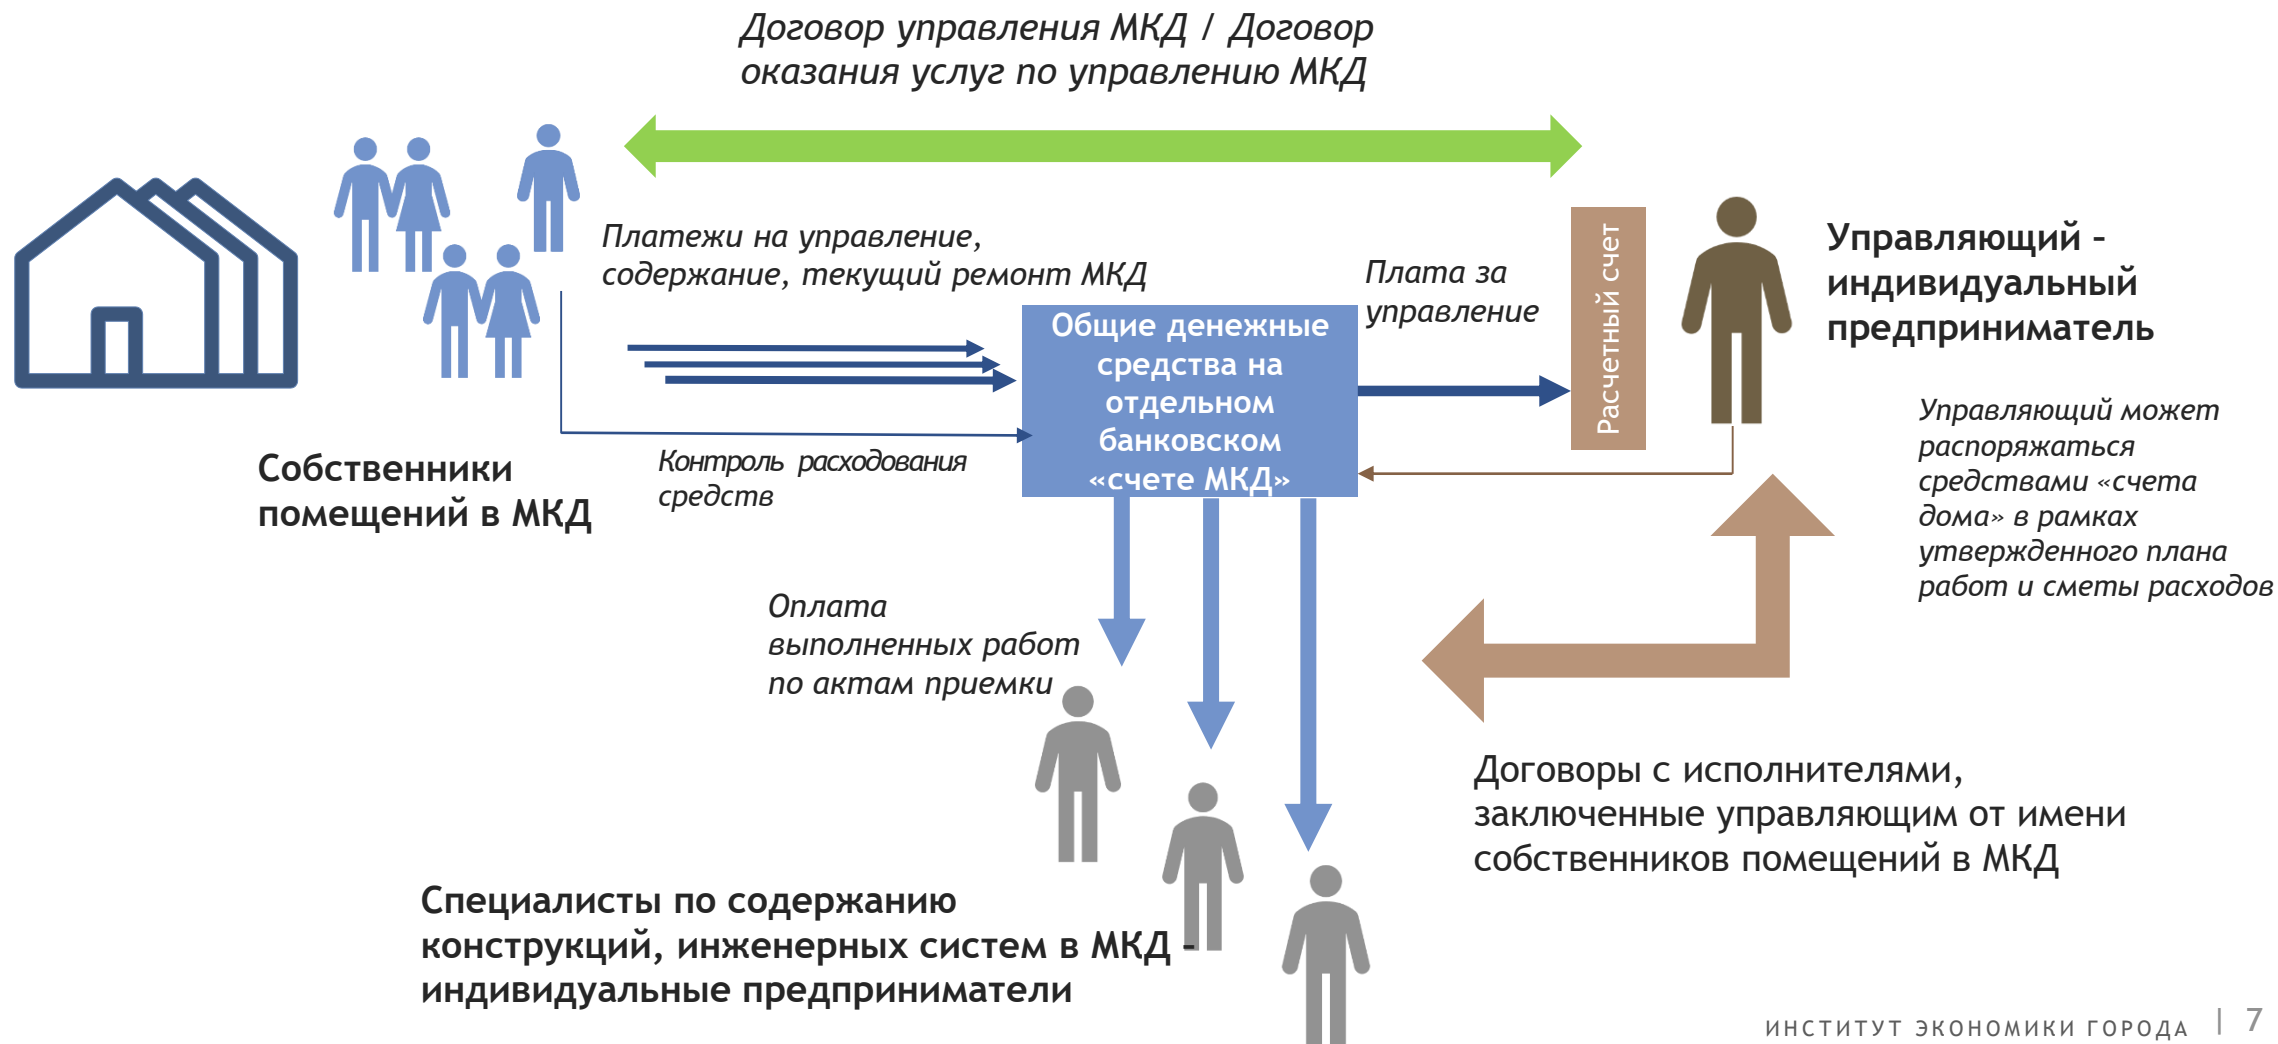 Договор управления МКД / Договор
оказания услуг по управлению МКД
Платежи на управление,
содержание, текущий ремонт МКД
Плата за
управление
Расчетный счет
Управляющий –
индивидуальный
предприниматель
Общие денежные
средства на
отдельном
банковском
«счете МКД»
Управляющий может
распоряжаться
средствами «счета
дома» в рамках
утвержденного плана
работ и сметы расходов
Собственники
помещений в МКД
Контроль расходования
средств
Оплата
выполненных работ
по актам приемки
Договоры с исполнителями,
заключенные управляющим от имени
собственников помещений в МКД
Специалисты по содержанию
конструкций, инженерных систем в МКД –
индивидуальные предприниматели
ИНСТИТУТ ЭКОНОМИКИ ГОРОДА | 7